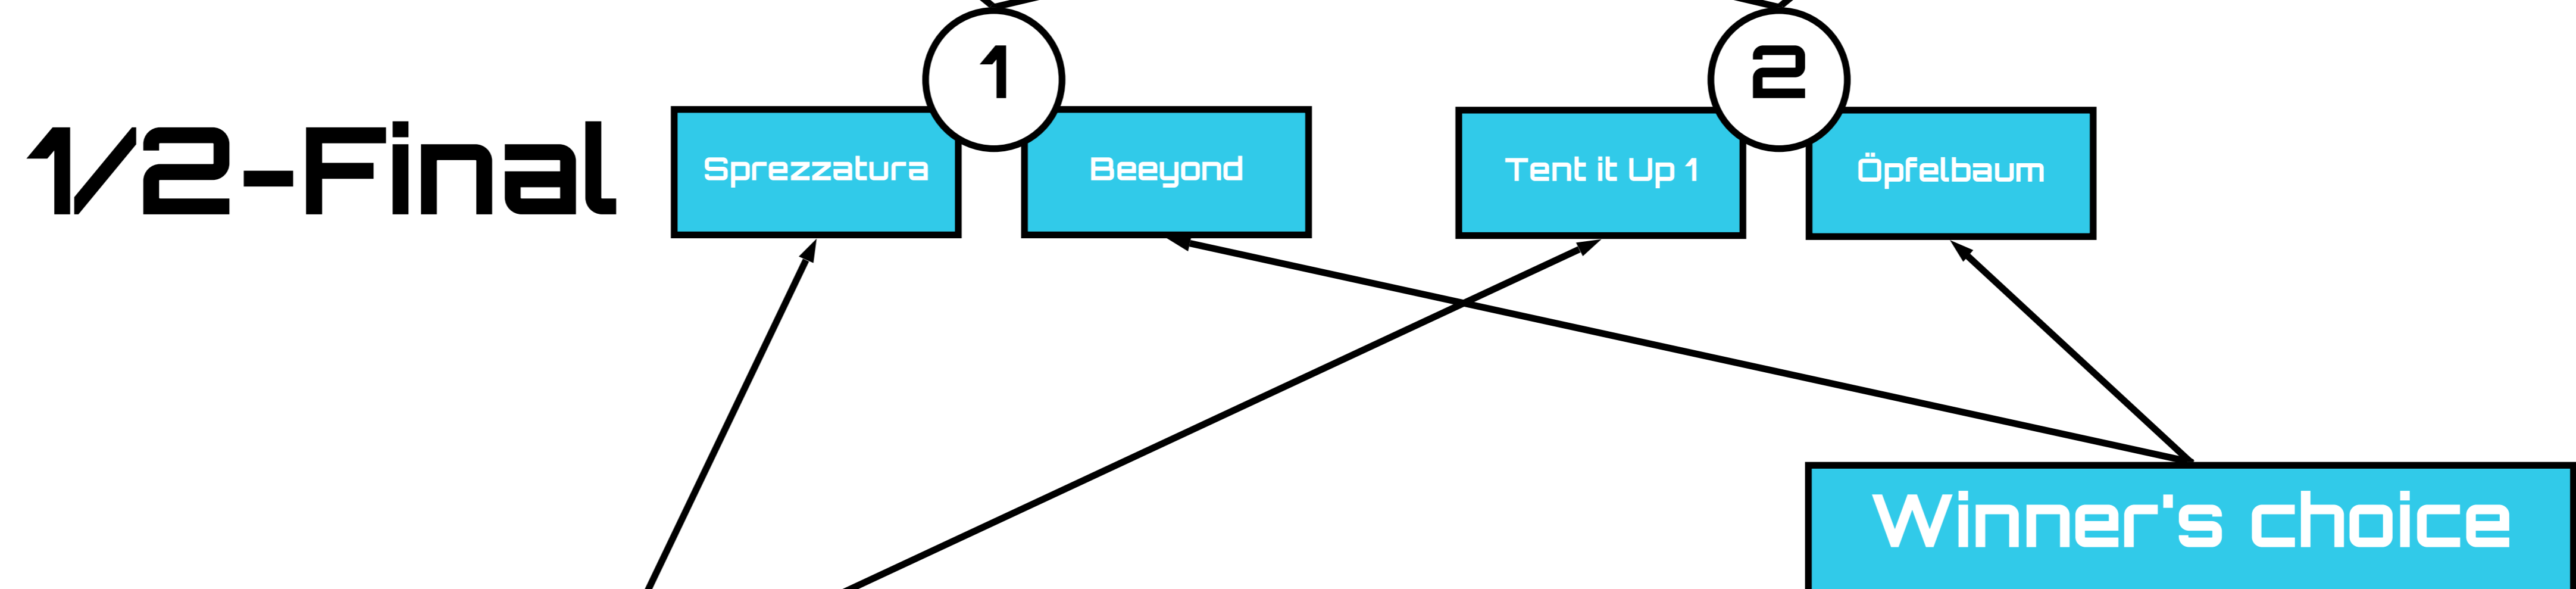 1
2
1/2-Final
Sprezzatura
Beeyond
Tent it Up 1
Öpfelbaum
Winner's choice